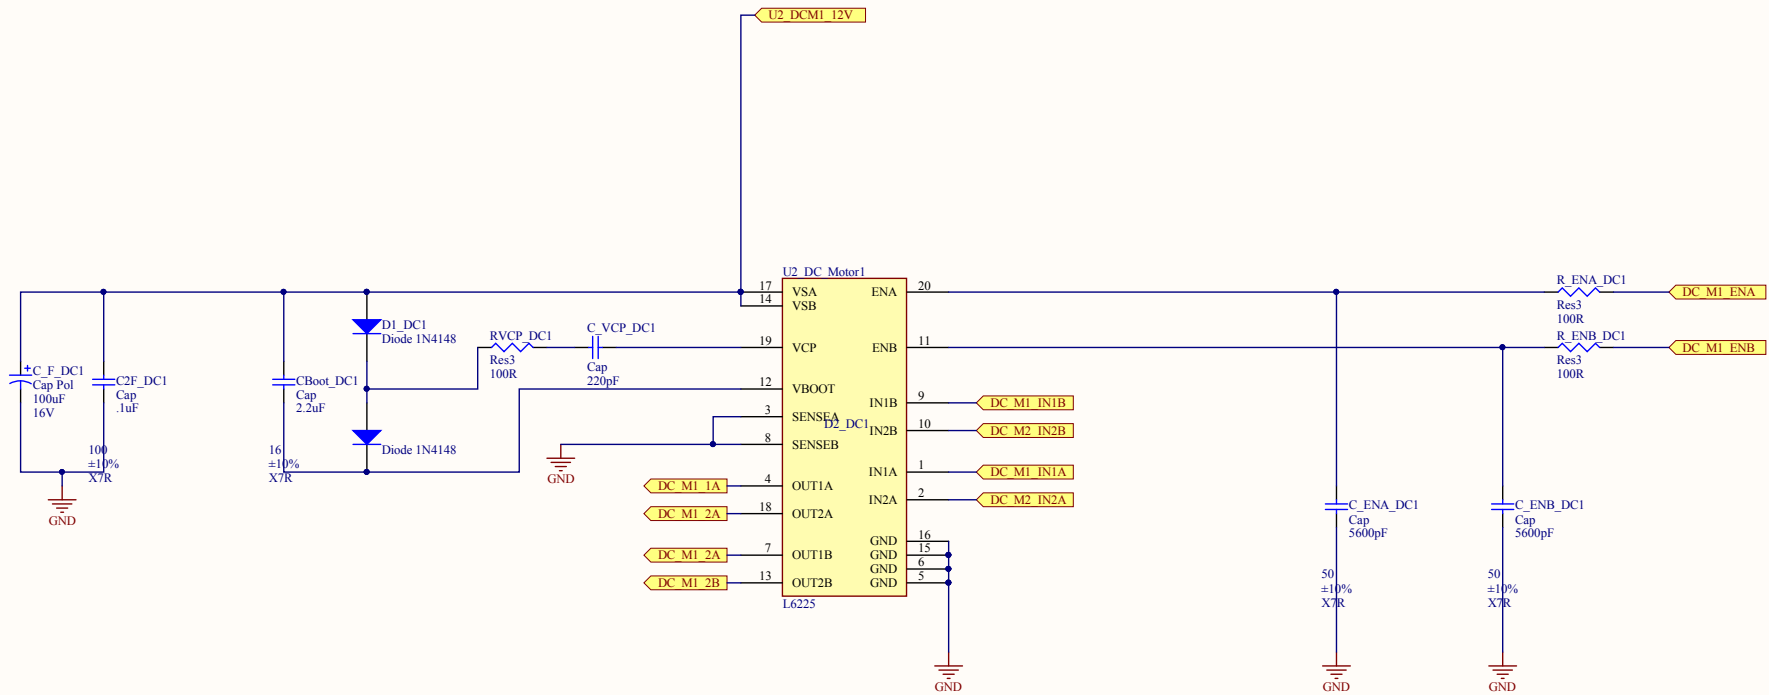 U2_DCM1_12V
U2_DC_Motor1
17 VSA ENA 20
14 VSB
R_ENA_DC1
Res3
100R
DC_M1_ENA
D1_DC1
Diode 1N4148
RVCP_DC1
Res3
100R
C_VCP_DC1
Cap
220pF
19 VCP ENB 11
R_ENB_DC1
Res3
100R
DC_M1_ENB
+
C_F_DC1
Cap Pol
100uF
16V
C2F_DC1
Cap
.1uF
100
±10%
X7R
CBoot_DC1
Cap
2.2uF
16
±10%
X7R
12 VBOOT
IN1B 9 DC_M1_IN1B
3 SENSEA
D2_DC1
IN2B 10 DC_M2_IN2B
8 SENSEB
Diode 1N4148
GND
GND
IN1A 1 DC_M1_IN1A
DC_M1_1A 4 OUT1A
IN2A 2 DC_M2_IN2A
DC_M1_2A 18 OUT2A
C_ENA_DC1
Cap
5600pF
50
±10%
X7R
C_ENB_DC1
Cap
5600pF
50
±10%
X7R
GND 16
DC_M1_2A 7 OUT1B GND 15
GND 6
DC_M1_2B 13 OUT2B GND 5
L6225
GND
GND
GND